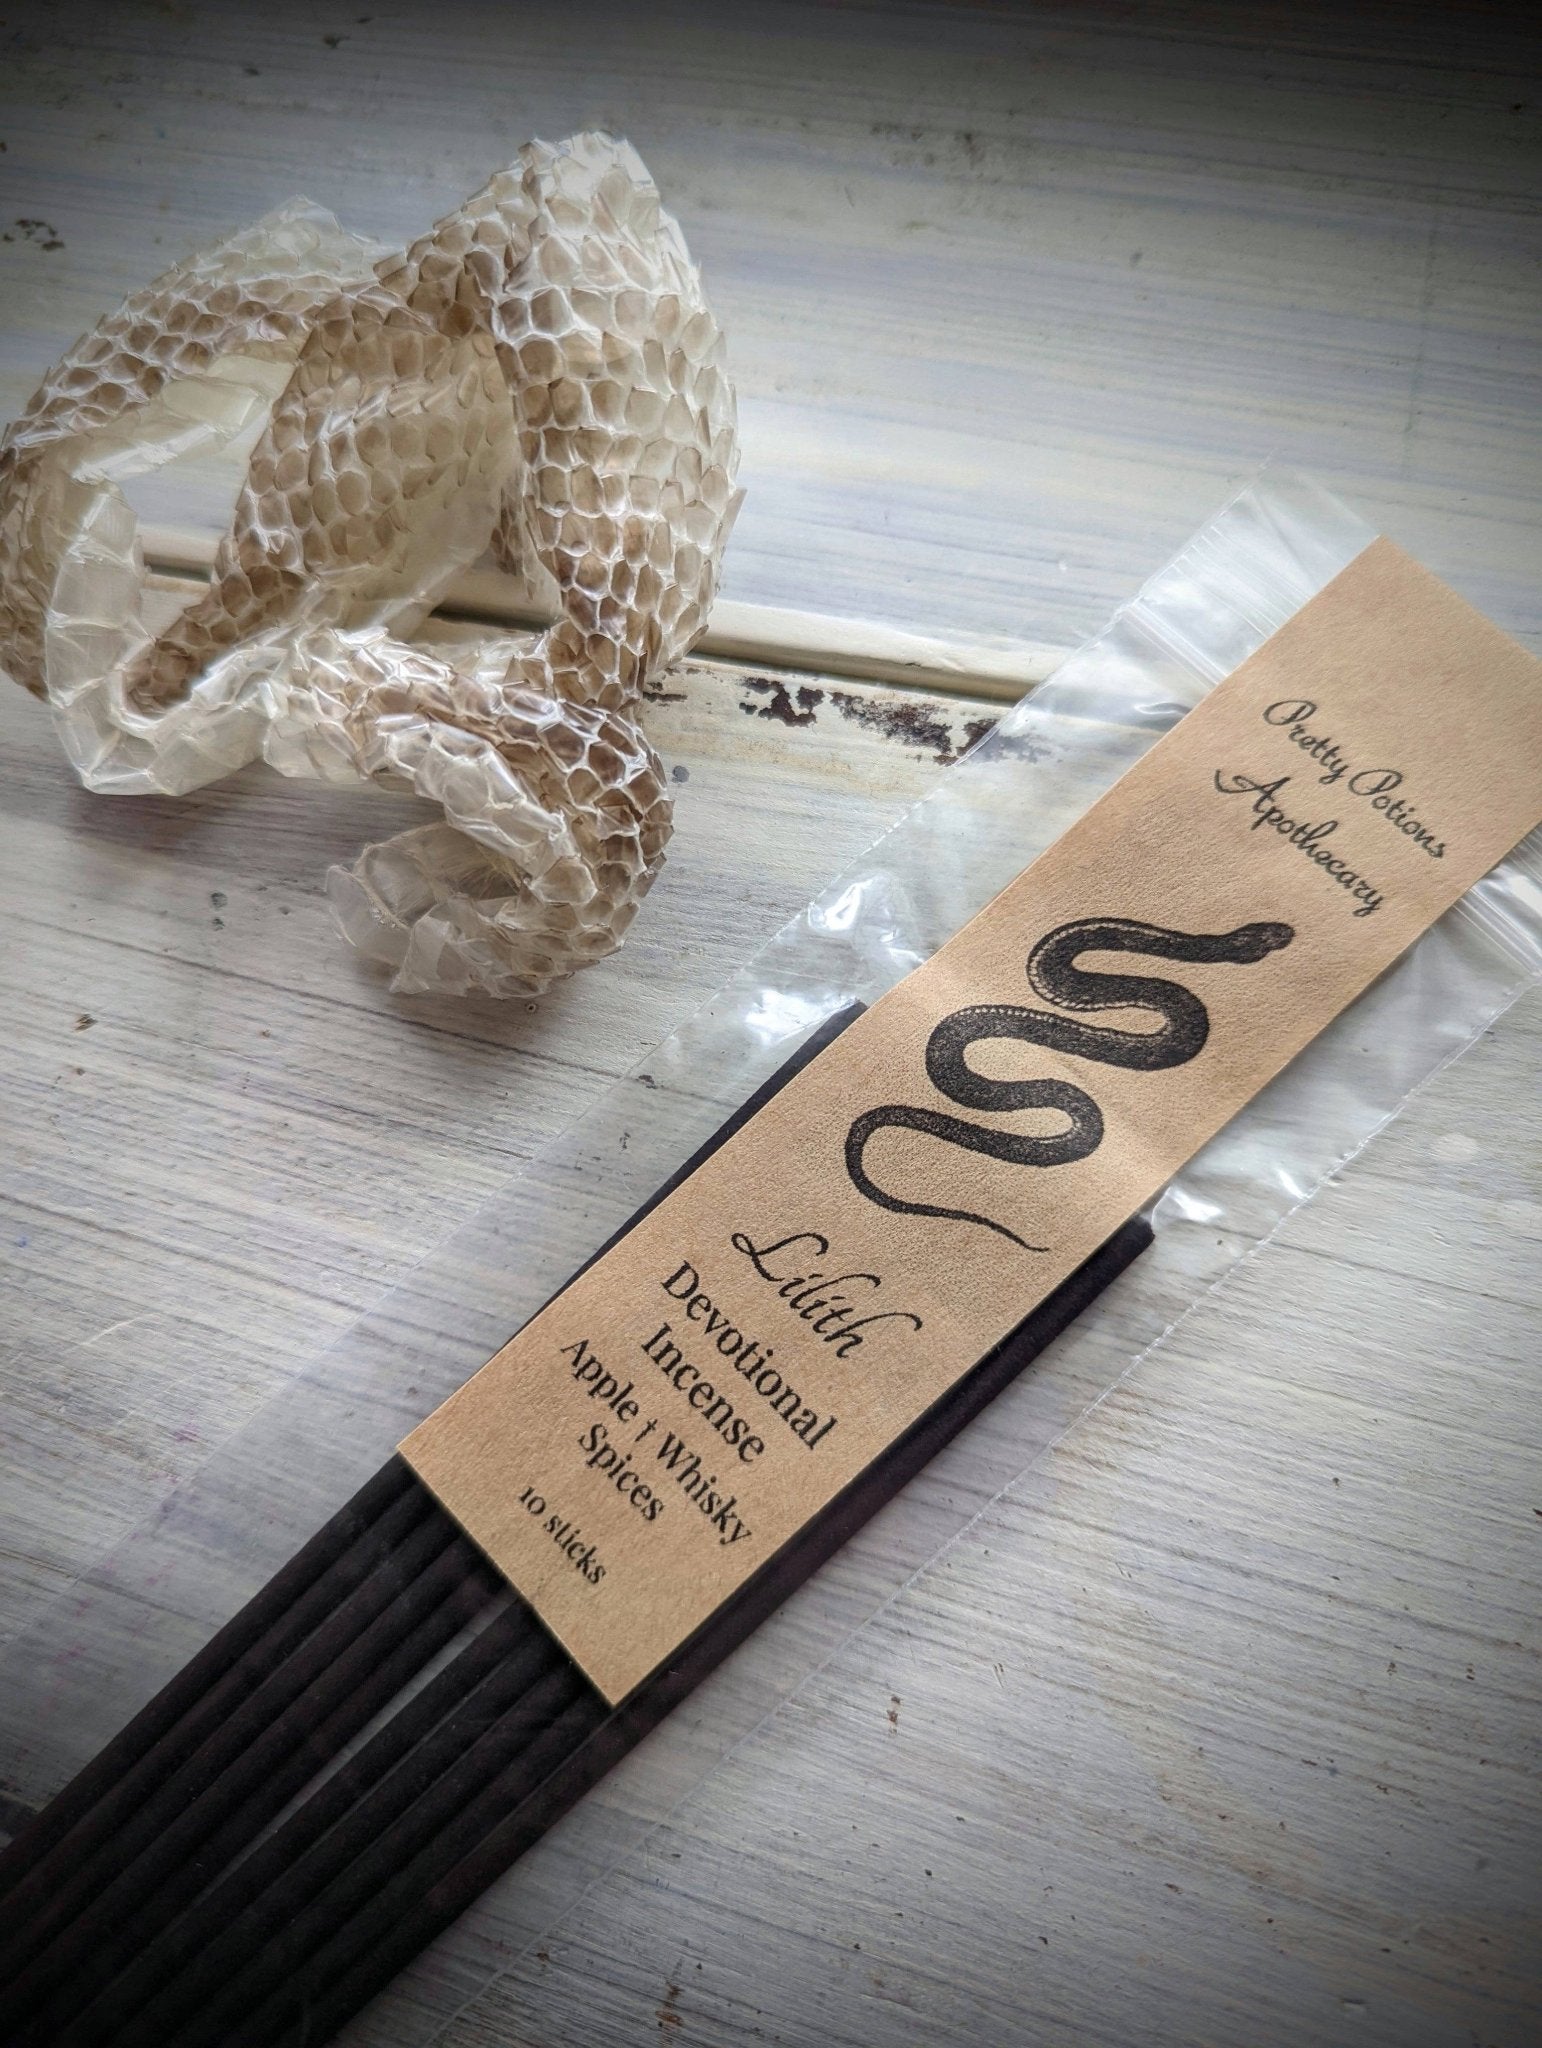 Pretty Potions
Apothecary
Lilith
Devotional
Incense
Apple † Whisky
Spices
10 sticks